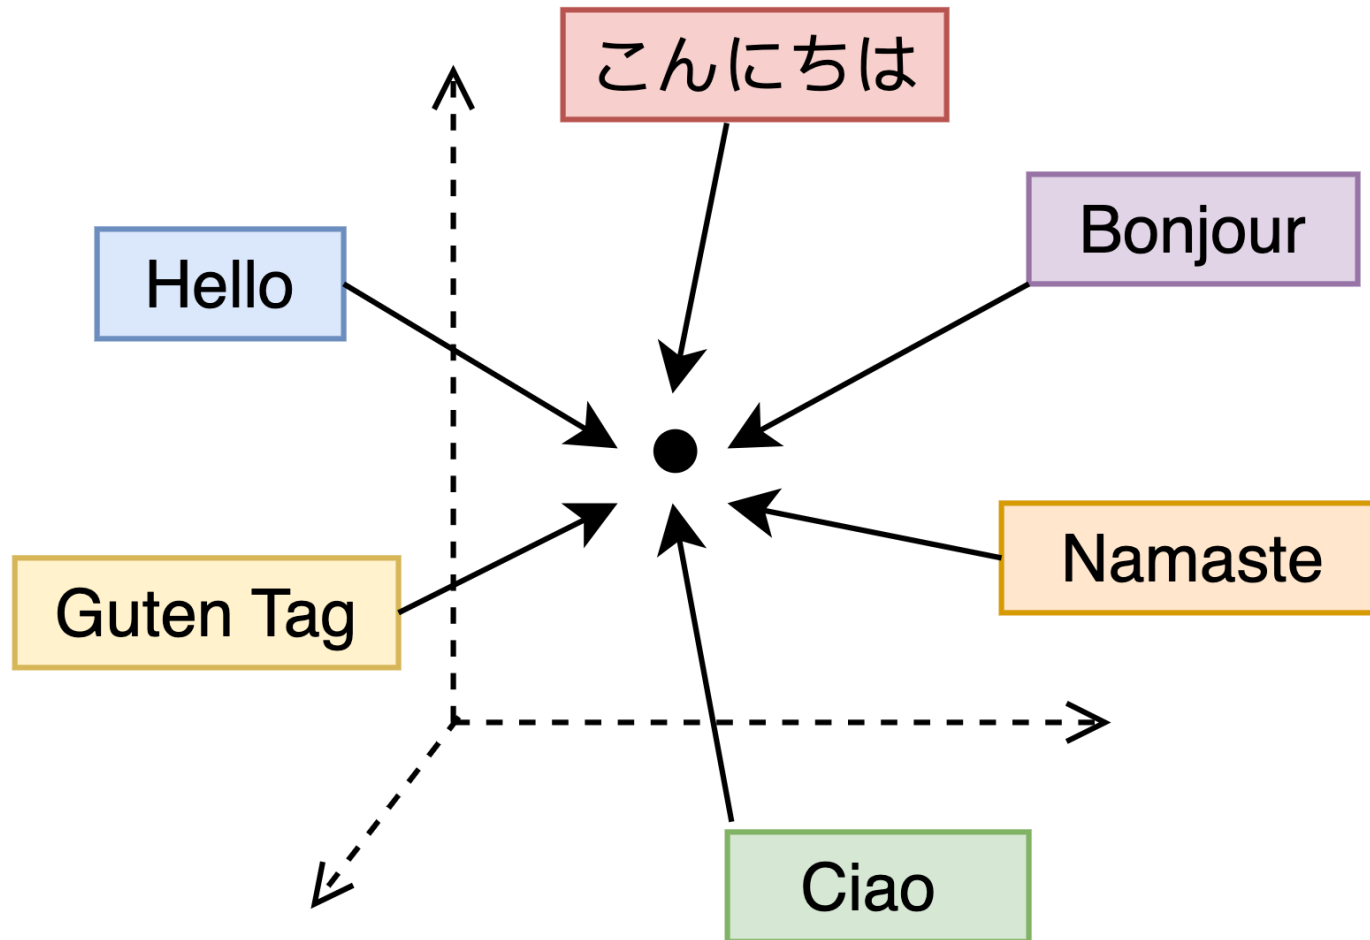 こんにちは
Bonjour
Hello
Namaste
Guten Tag
Ciao